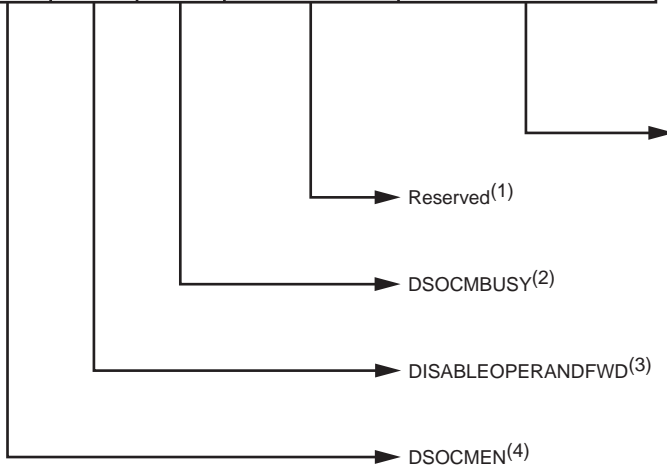 Reserved(1)
DSOCMBUSY(2)
DISABLEOPERANDFWD(3)
DSOCMEN(4)